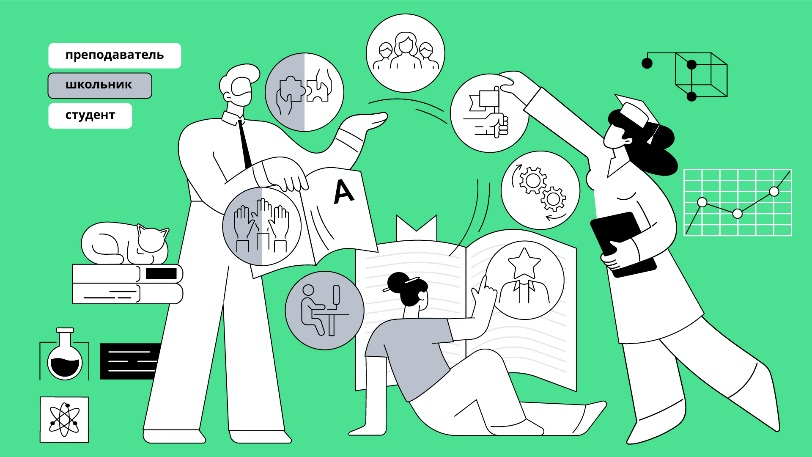 преподаватель
школьник
студент
A